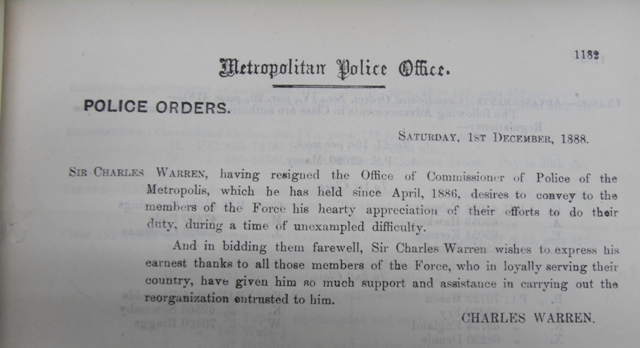 1182
Metropolitan Police Office.
POLICE ORDERS.
SATURDAY, 1ST DECEMBER, 1888.
SIR CHARLES WARREN, having resigned the Office of Commissioner of Police of the
Metropolis, which he has held since April, 1886, desires to convey to the
members of the Force his hearty appreciation of their efforts to do their
duty, during a time of unexampled difficulty.
And in bidding them farewell, Sir Charles Warren wishes to express his
earnest thanks to all those members of the Force, who in loyally serving their
country, have given him so much support and assistance in carrying out the
reorganization entrusted to him.
CHARLES WARREN.